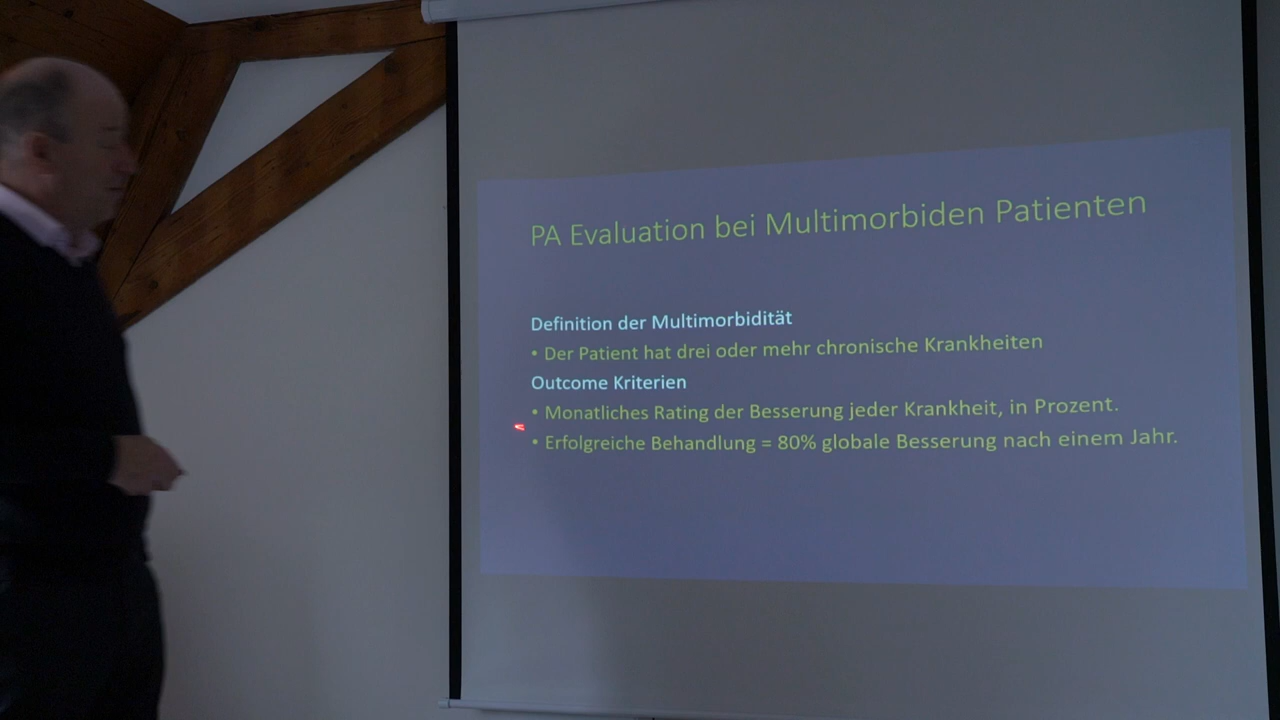 PA Evaluation bei Multimorbiden Patienten
Definition der Multimorbidität
• Der Patient hat drei oder mehr chronische Krankheiten
Outcome Kriterien
• Monatliches Rating der Besserung jeder Krankheit, in Prozent.
• Erfolgreiche Behandlung = 80% globale Besserung nach einem Jahr.